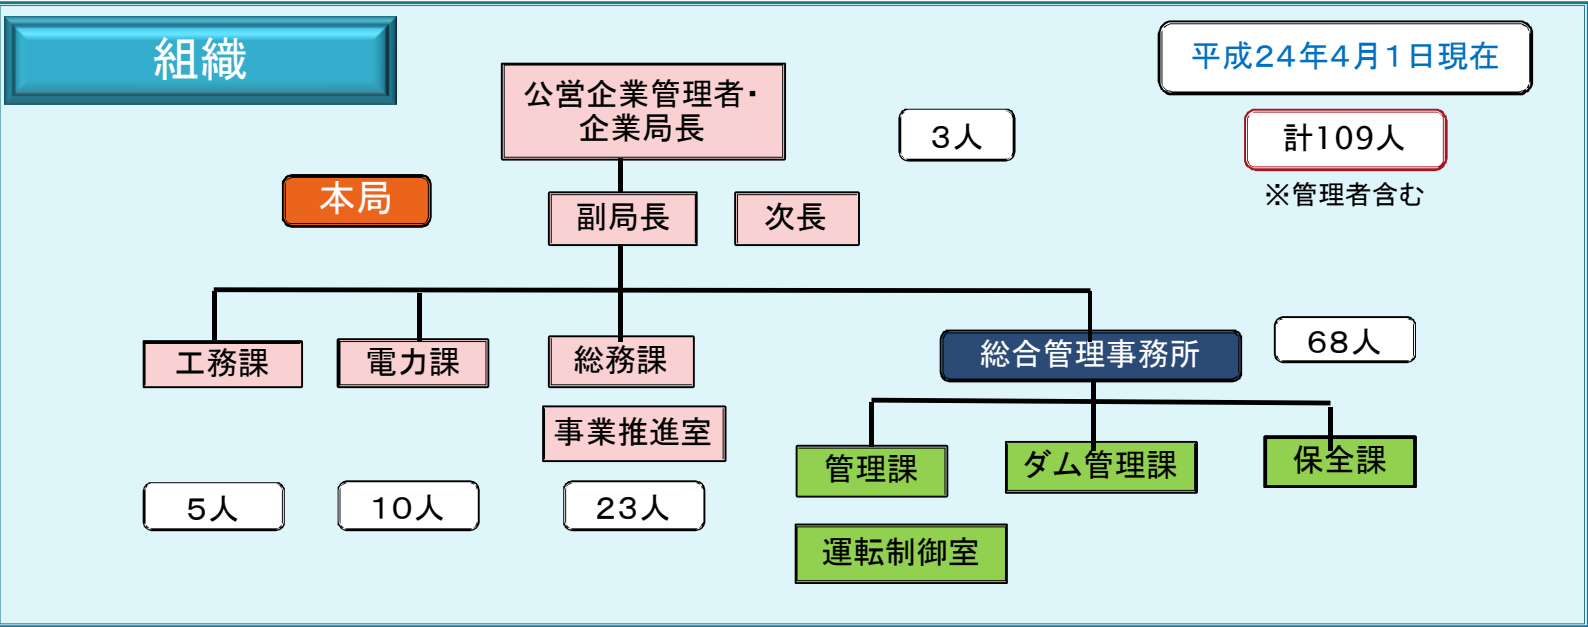 組織
平成24年4月1日現在
公営企業管理者・
企業局長
3人
計109人
※管理者含む
本局
副局長
次長
工務課
電力課
総務課
総合管理事務所
68人
事業推進室
管理課
ダム管理課
保全課
5人
10人
23人
運転制御室